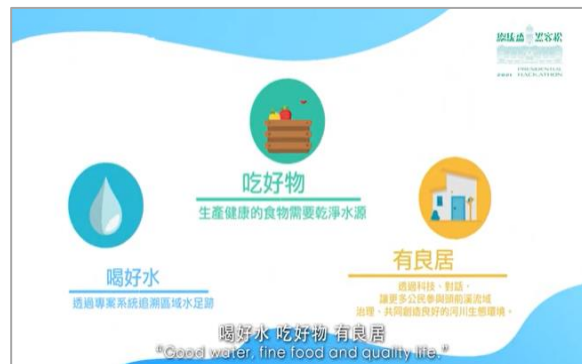 總統盃 黑客松
PRESIDENTIAL
2021 HACKATHON
吃好物
生產健康的食物需要乾淨水源
喝好水
透過專案系統追溯區域水足跡
有良居
透過科技、對話，
讓更多公民參與頭前溪流域
治理、共同創造良好的河川生態環境。
喝好水 吃好物 有良居
"Good water, fine food and quality life."